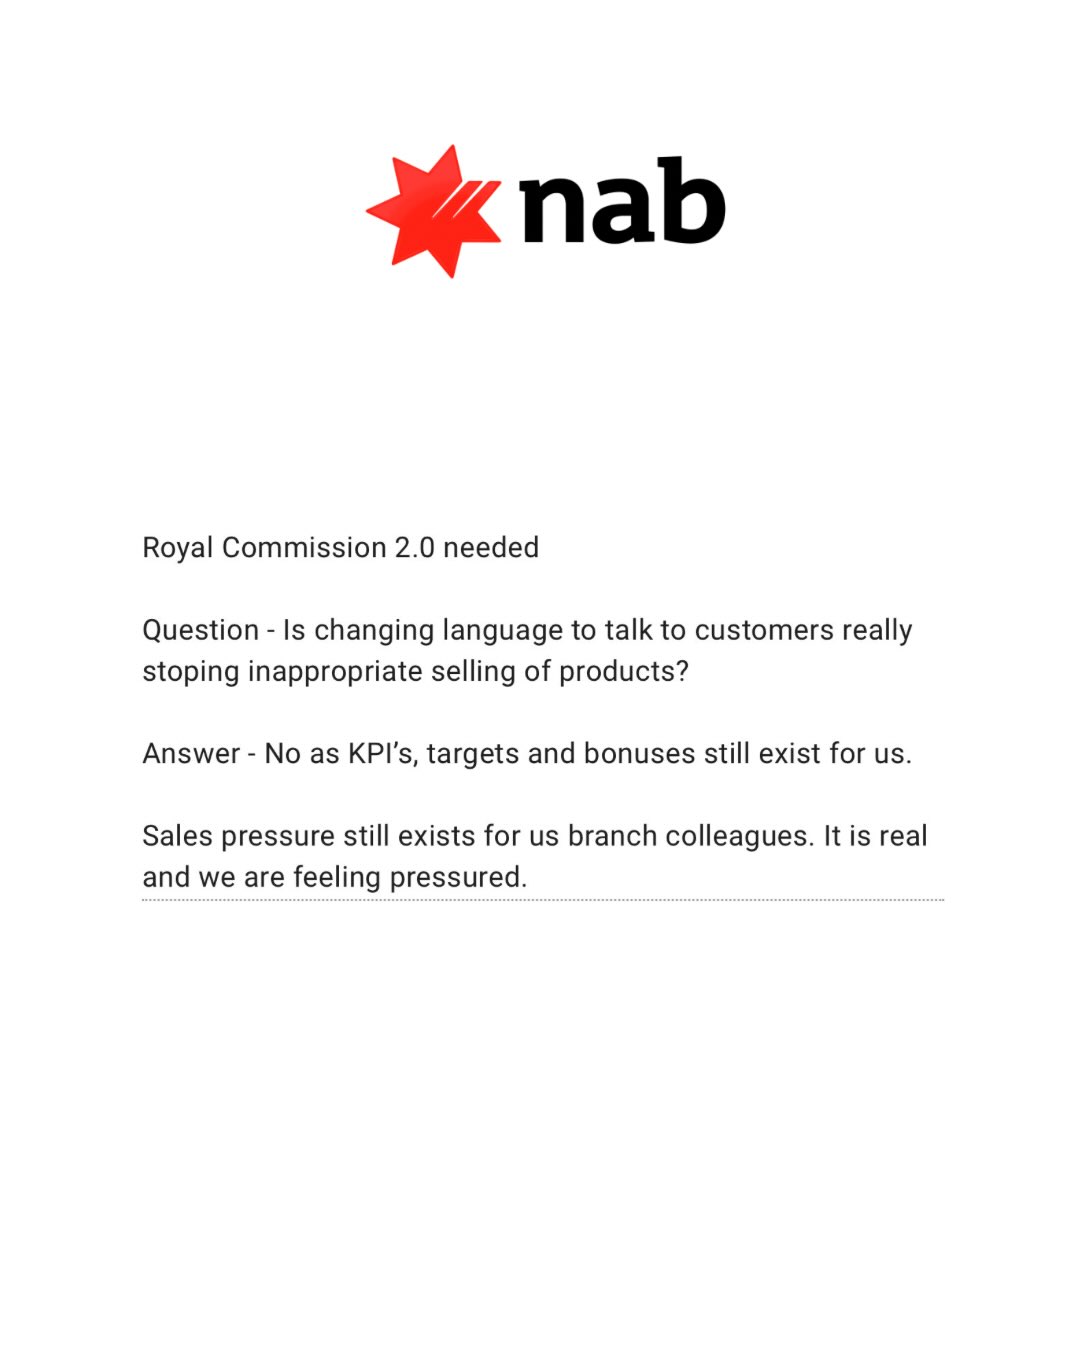 nab
Royal Commission 2.0 needed
Question - Is changing language to talk to customers really
stoping inappropriate selling of products?
Answer - No as KPI’s, targets and bonuses still exist for us.
Sales pressure still exists for us branch colleagues. It is real
and we are feeling pressured.